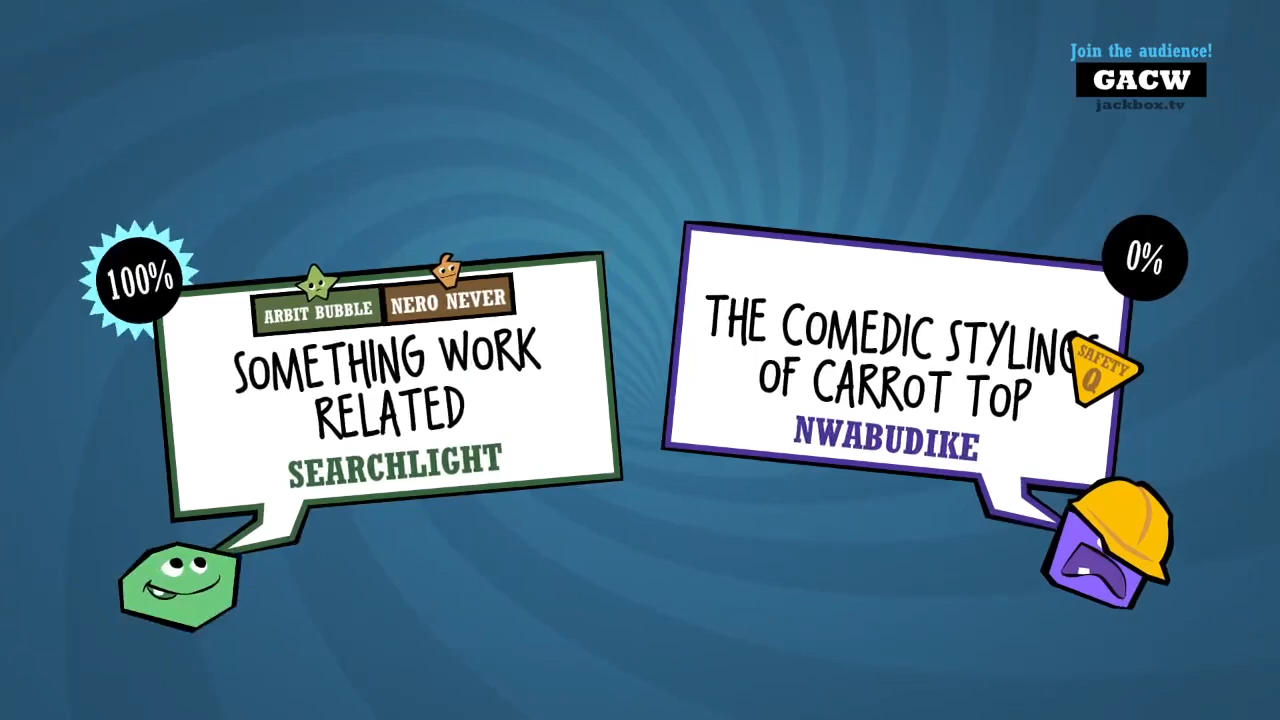 Join the audience!
GACW
jackbox.tv
100%
ARBIT BUBBLE
NERO NEVER
SOMETHING WORK
RELATED
SEARCHLIGHT
0%
THE COMEDIC STYLINGS
OF CARROT TOP
NWABUDIKE
SAFETY
Q